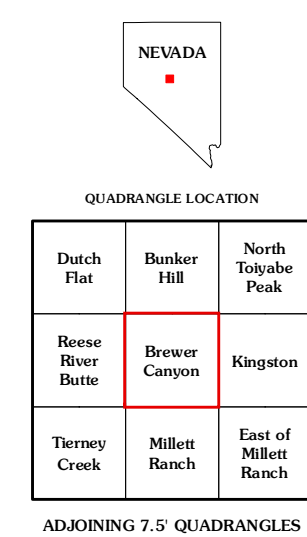 NEVADA
QUADRANGLE LOCATION
Dutch
Flat
Bunker
Hill
North
Toiyabe
Peak
Reese
River
Butte
Brewer
Canyon
Kingston
Tierney
Creek
Millett
Ranch
East of
Millett
Ranch
ADJOINING 7.5' QUADRANGLES